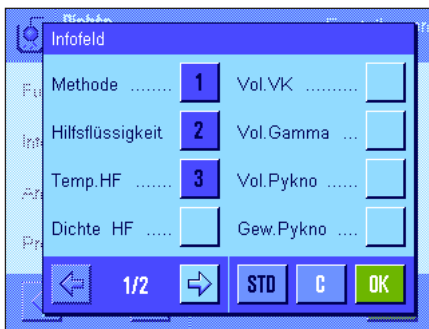 Infofeld
Methode ........ 1
Vol.VK ..........
Hilfsflüssigkeit 2
Vol.Gamma ...
Temp.HF ....... 3
Vol.Pykno ......
Dichte HF .....
Gew.Pykno ....
1/2 STD C OK